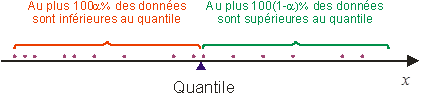 Au plus 100α% des données
sont inférieures au quantile
Au plus 100(1-α)% des données
sont supérieures au quantile
Quantile
x